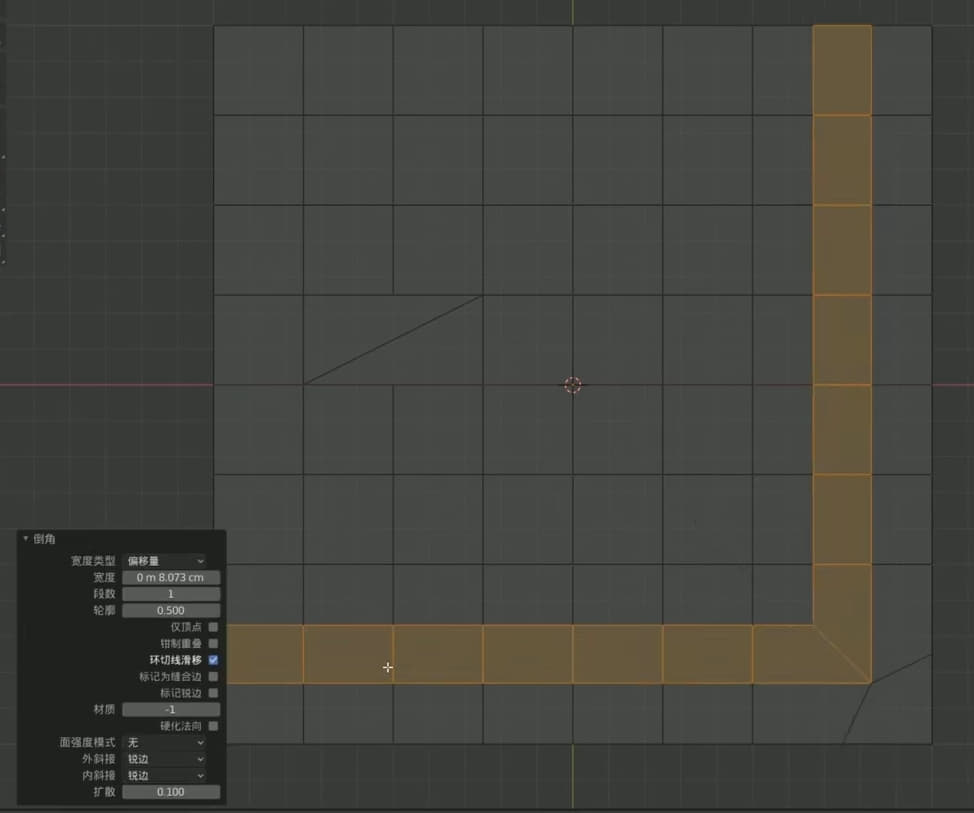 倒角
宽度类型 偏移量
宽度 0 m 8.073 cm
段数 1
轮廓 0.500
仅顶点
钳制重叠
环切线滑移
标记为缝合边
标记锐边
材质 -1
硬化法向
面强度模式 无
外斜接 锐边
内斜接 锐边
扩散 0.100